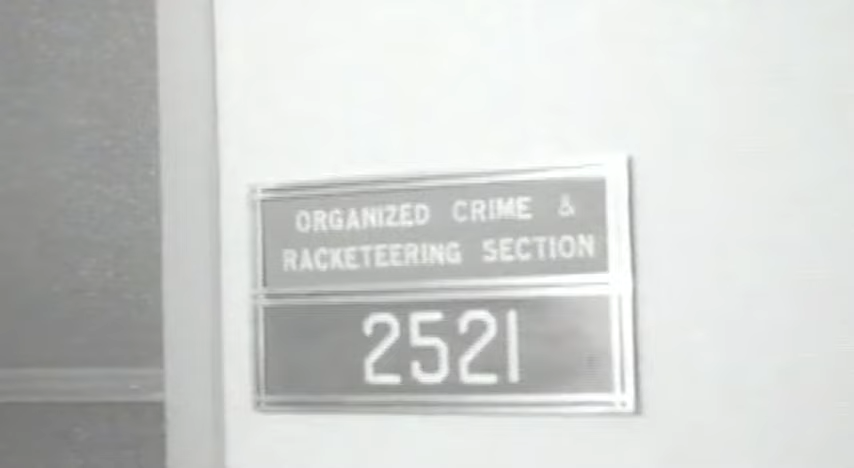 ORGANIZED CRIME &
RACKETEERING SECTION
2521